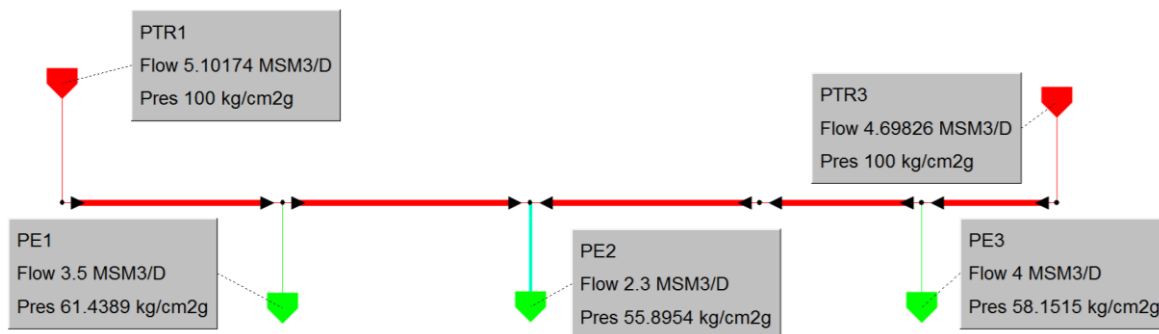 PTR1
Flow 5.10174 MSM3/D
Pres 100 kg/cm2g
PTR3
Flow 4.69826 MSM3/D
Pres 100 kg/cm2g
PE1
Flow 3.5 MSM3/D
Pres 61.4389 kg/cm2g
PE2
Flow 2.3 MSM3/D
Pres 55.8954 kg/cm2g
PE3
Flow 4 MSM3/D
Pres 58.1515 kg/cm2g